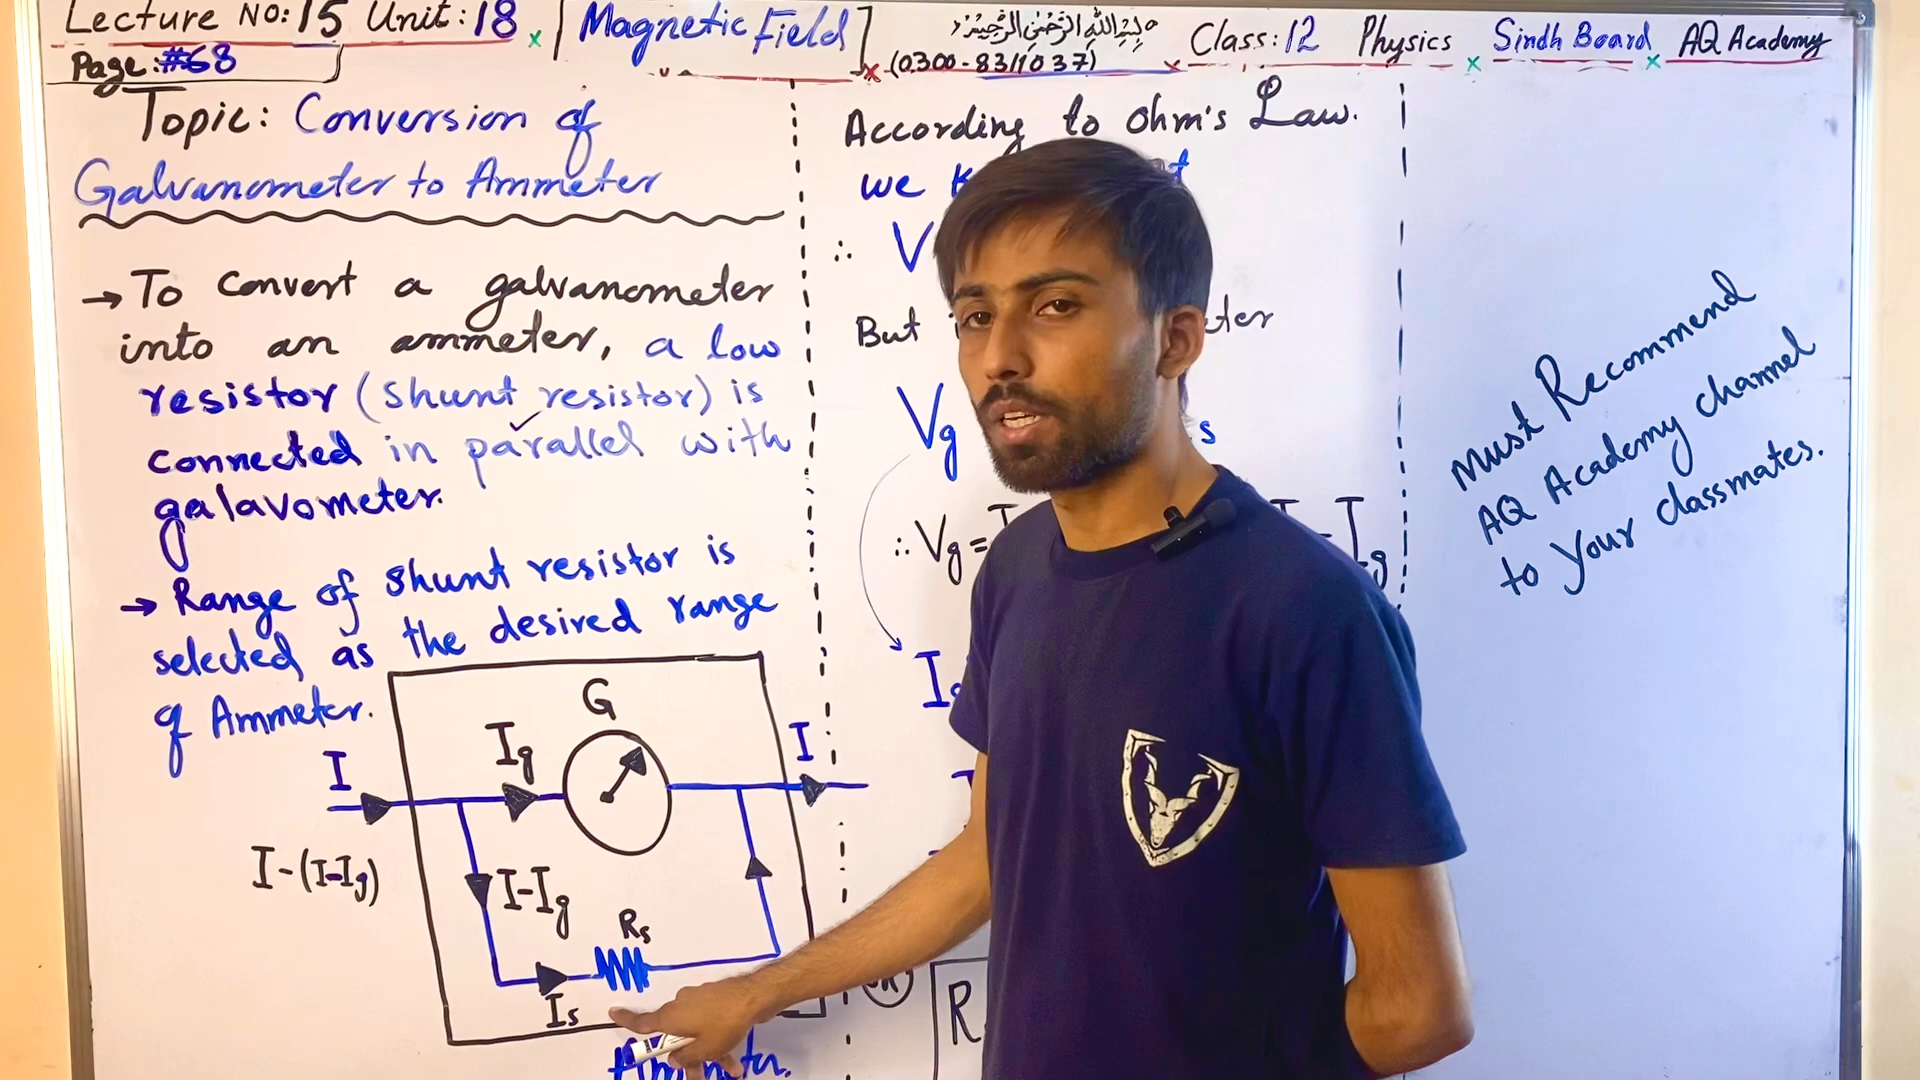 Lecture NO: 15 Unit: 18 × [Magnetic Field] × بِسْمِ اللهِ الرَّحْمٰنِ الرَّحِيْمِ × Class: 12 Physics × Sindh Board × AQ Academy
Page: #68
(0300-8311037)
Topic: Conversion of
Galvanometer to Ammeter
→ To convert a galvanometer
into an ammeter, a low
resistor (shunt resistor) is
connected in parallel with
galavometer.
→ Range of shunt resistor is
selected as the desired range
of Ammeter.
G
I
Ig
I
I-(I-Ig)
I-Ig
Rs
Is
According to ohm's Law.
we
∴ V
But
Vg
s
∴ Vg =
-Ig
I
R
Must Recommend
AQ Academy channel
to your classmates.